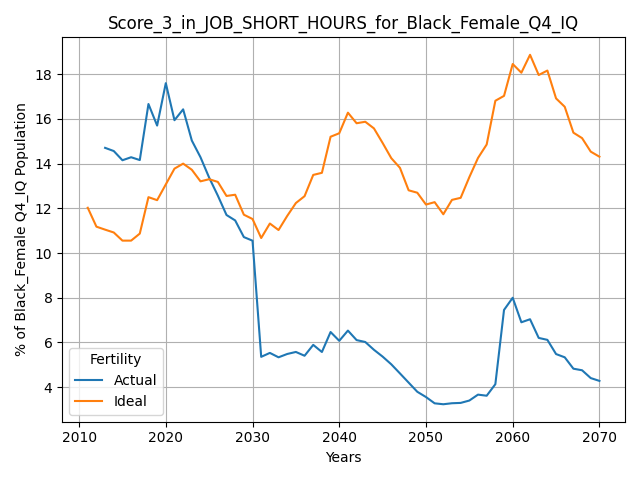 Score_3_in_JOB_SHORT_HOURS_for_Black_Female_Q4_IQ
% of Black_Female Q4_IQ Population
18
16
14
12
10
8
6
4
Fertility
Actual
Ideal
2010 2020 2030 2040 2050 2060 2070
Years